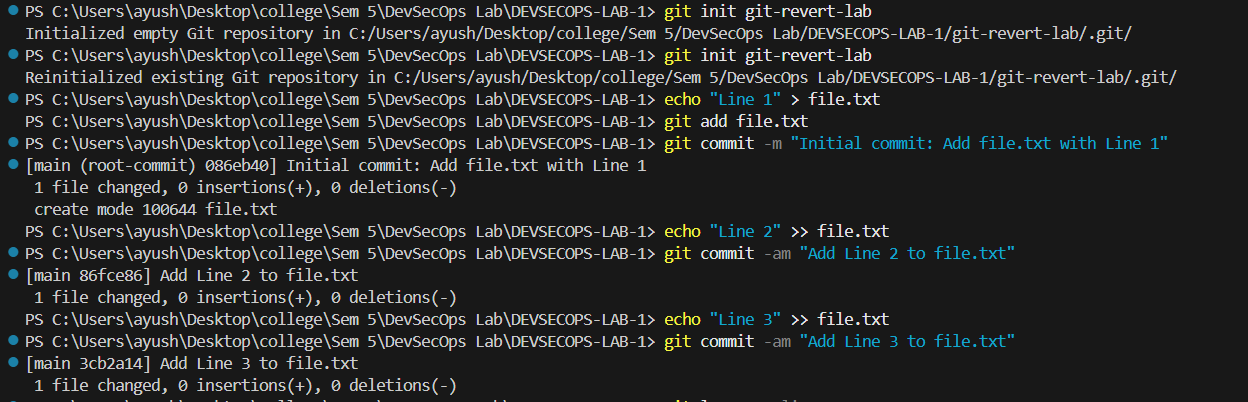 PS C:\Users\ayush\Desktop\college\Sem 5\DevSecOps Lab\DEVSECOPS-LAB-1> git init git-revert-lab
Initialized empty Git repository in C:/Users/ayush/Desktop/college/Sem 5/DevSecOps Lab/DEVSECOPS-LAB-1/git-revert-lab/.git/
PS C:\Users\ayush\Desktop\college\Sem 5\DevSecOps Lab\DEVSECOPS-LAB-1> git init git-revert-lab
Reinitialized existing Git repository in C:/Users/ayush/Desktop/college/Sem 5/DevSecOps Lab/DEVSECOPS-LAB-1/git-revert-lab/.git/
PS C:\Users\ayush\Desktop\college\Sem 5\DevSecOps Lab\DEVSECOPS-LAB-1> echo "Line 1" > file.txt
PS C:\Users\ayush\Desktop\college\Sem 5\DevSecOps Lab\DEVSECOPS-LAB-1> git add file.txt
PS C:\Users\ayush\Desktop\college\Sem 5\DevSecOps Lab\DEVSECOPS-LAB-1> git commit -m "Initial commit: Add file.txt with Line 1"
[main (root-commit) 086eb40] Initial commit: Add file.txt with Line 1
1 file changed, 0 insertions(+), 0 deletions(-)
create mode 100644 file.txt
PS C:\Users\ayush\Desktop\college\Sem 5\DevSecOps Lab\DEVSECOPS-LAB-1> echo "Line 2" >> file.txt
PS C:\Users\ayush\Desktop\college\Sem 5\DevSecOps Lab\DEVSECOPS-LAB-1> git commit -am "Add Line 2 to file.txt"
[main 86fce86] Add Line 2 to file.txt
1 file changed, 0 insertions(+), 0 deletions(-)
PS C:\Users\ayush\Desktop\college\Sem 5\DevSecOps Lab\DEVSECOPS-LAB-1> echo "Line 3" >> file.txt
PS C:\Users\ayush\Desktop\college\Sem 5\DevSecOps Lab\DEVSECOPS-LAB-1> git commit -am "Add Line 3 to file.txt"
[main 3cb2a14] Add Line 3 to file.txt
1 file changed, 0 insertions(+), 0 deletions(-)